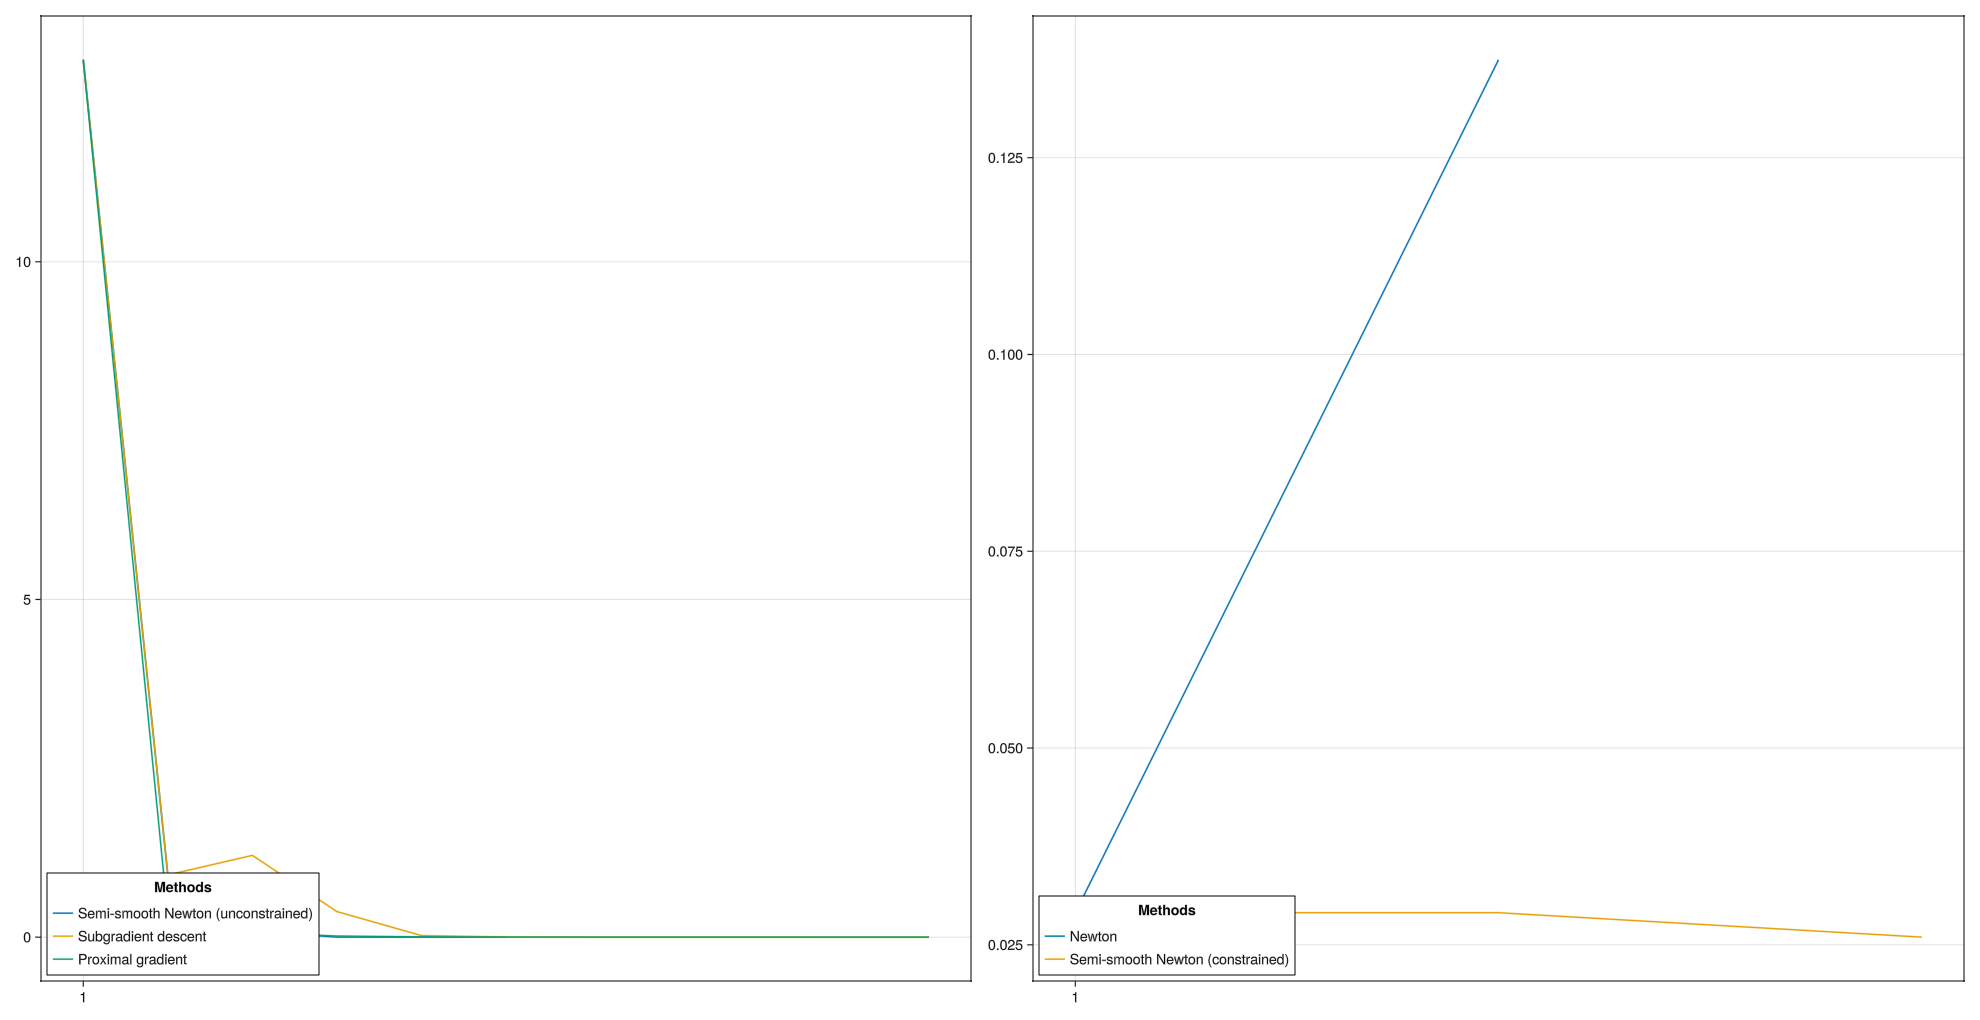 10
5
0
Methods
Semi-smooth Newton (unconstrained)
Subgradient descent
Proximal gradient
1
0.125
0.100
0.075
0.050
0.025
Methods
Newton
Semi-smooth Newton (constrained)
1